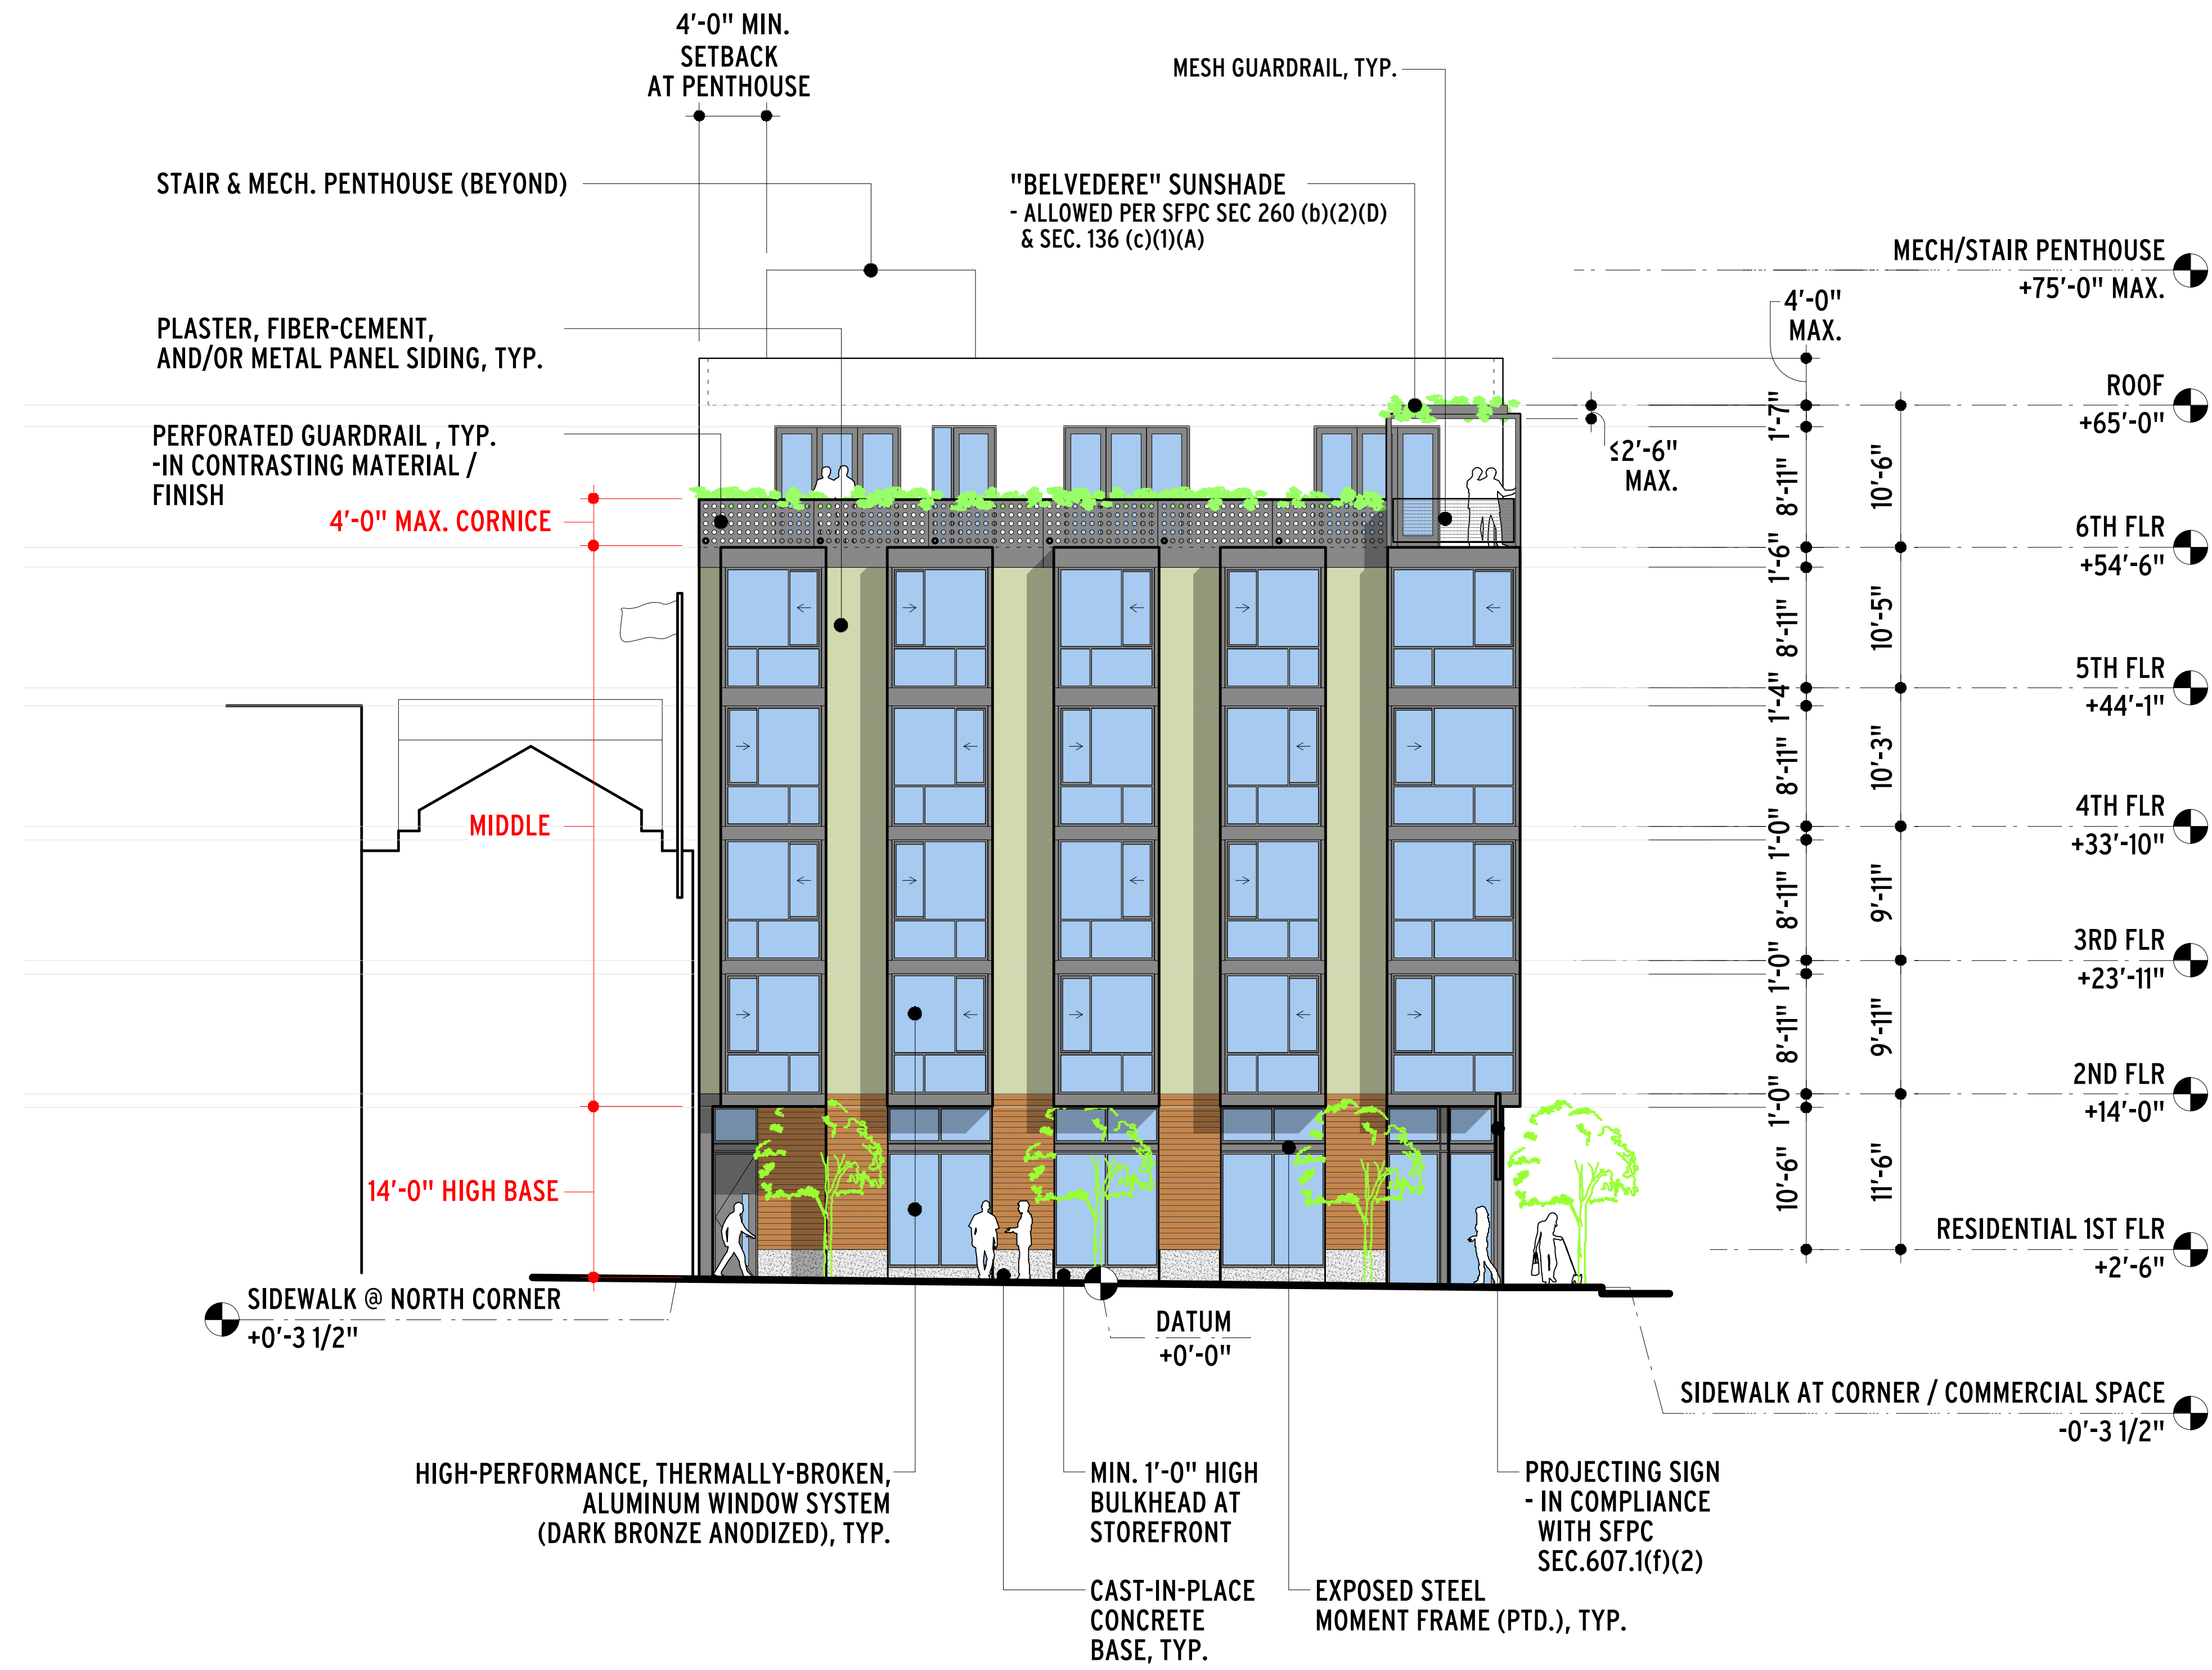 4'-0" MIN.
SETBACK
AT PENTHOUSE
MESH GUARDRAIL, TYP.
STAIR & MECH. PENTHOUSE (BEYOND)
"BELVEDERE" SUNSHADE
- ALLOWED PER SFPC SEC 260 (b)(2)(D)
& SEC. 136 (c)(1)(A)
MECH/STAIR PENTHOUSE
+75'-0" MAX.
4'-0"
MAX.
PLASTER, FIBER-CEMENT,
AND/OR METAL PANEL SIDING, TYP.
ROOF
+65'-0"
PERFORATED GUARDRAIL , TYP.
-IN CONTRASTING MATERIAL /
FINISH
4'-0" MAX. CORNICE
≤2'-6"
MAX.
1'-7"
8'-11"
10'-6"
6TH FLR
+54'-6"
1'-6"
8'-11"
10'-5"
5TH FLR
+44'-1"
1'-4"
8'-11"
10'-3"
MIDDLE
4TH FLR
+33'-10"
1'-0"
8'-11"
9'-11"
3RD FLR
+23'-11"
1'-0"
8'-11"
9'-11"
2ND FLR
+14'-0"
1'-0"
10'-6"
11'-6"
14'-0" HIGH BASE
RESIDENTIAL 1ST FLR
+2'-6"
SIDEWALK @ NORTH CORNER
+0'-3 1/2"
DATUM
+0'-0"
SIDEWALK AT CORNER / COMMERCIAL SPACE
-0'-3 1/2"
HIGH-PERFORMANCE, THERMALLY-BROKEN,
ALUMINUM WINDOW SYSTEM
(DARK BRONZE ANODIZED), TYP.
MIN. 1'-0" HIGH
BULKHEAD AT
STOREFRONT
PROJECTING SIGN
- IN COMPLIANCE
WITH SFPC
SEC.607.1(f)(2)
CAST-IN-PLACE
CONCRETE
BASE, TYP.
EXPOSED STEEL
MOMENT FRAME (PTD.), TYP.